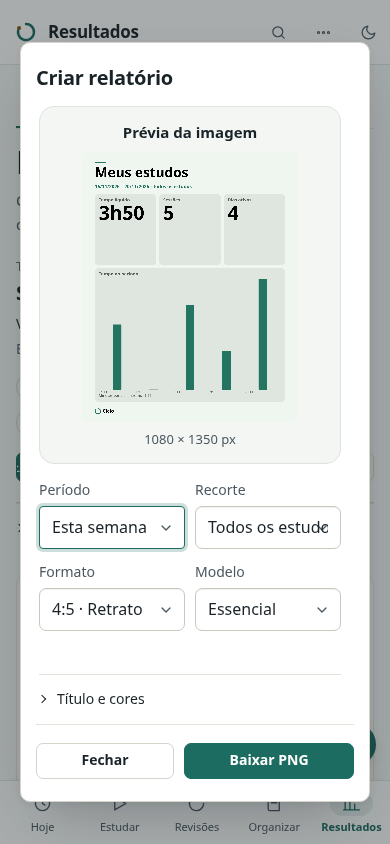 Resultados
Criar relatório
Prévia da imagem
Meus estudos
3h50
5
4
Ciclo
1080 × 1350 px
Período
Recorte
Esta semana
Todos os estudo
Formato
Modelo
4:5 · Retrato
Essencial
Título e cores
Fechar
Baixar PNG
Hoje
Estudar
Revisões
Organizar
Resultados